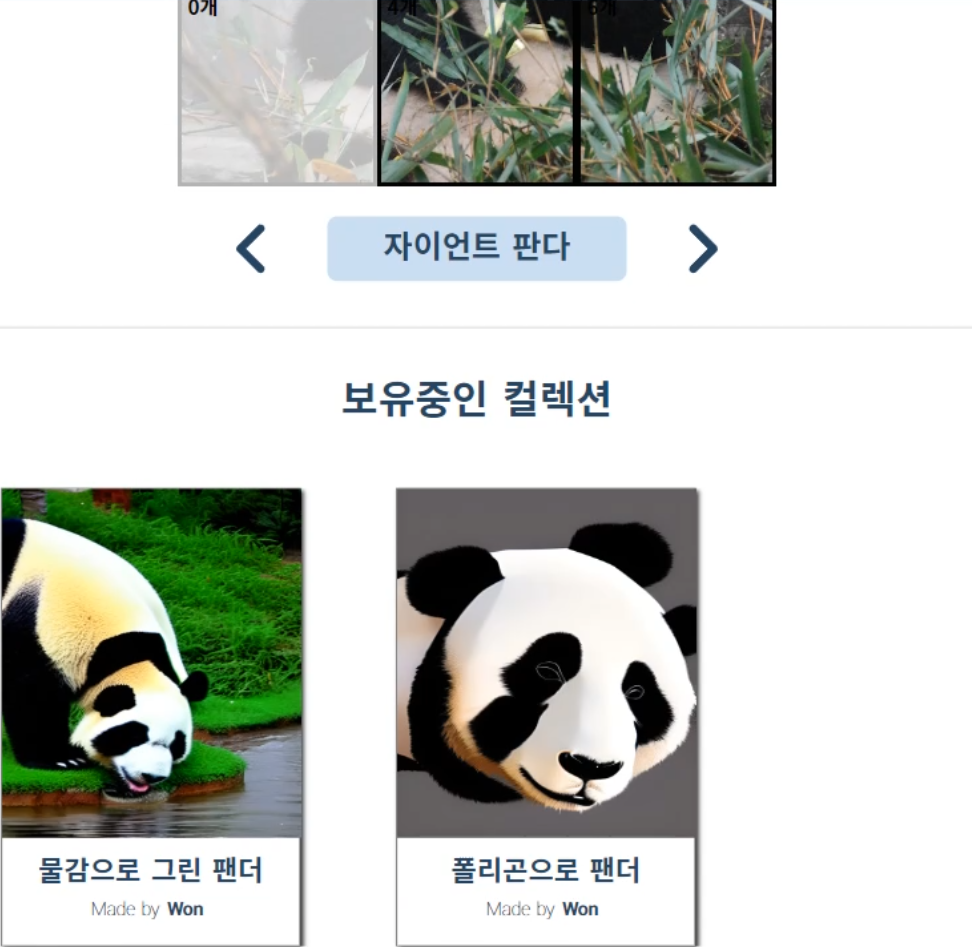 0개
4개
6개
자이언트 판다
보유중인 컬렉션
물감으로 그린 팬더
Made by Won
폴리곤으로 팬더
Made by Won